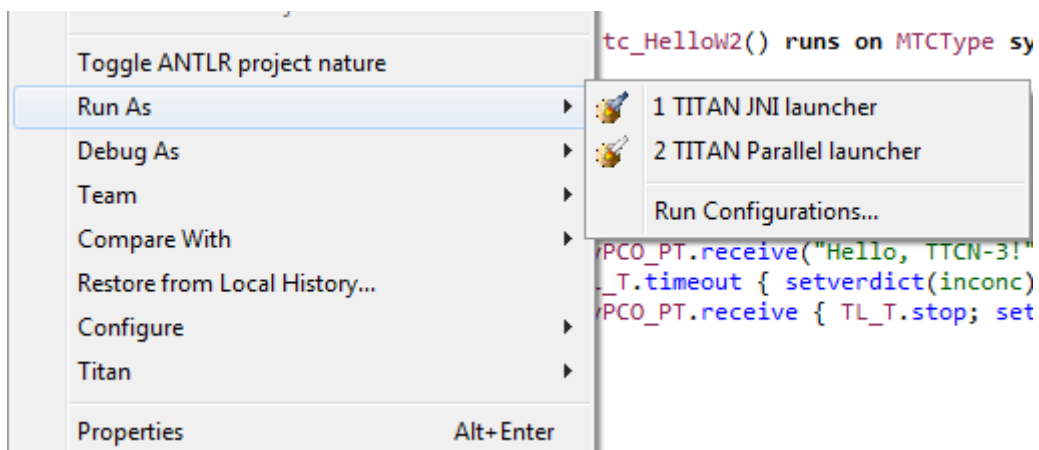 tc_HelloW2() runs on MTCType sy
Toggle ANTLR project nature
Run As
1 TITAN JNI launcher
Debug As
2 TITAN Parallel launcher
Team
Run Configurations...
Compare With
PCO_PT.receive("Hello, TTCN-3!"
Restore from Local History...
_T.timeout { setverdict(inconc)
PCO_PT.receive { TL_T.stop; set
Configure
Titan
Properties Alt+Enter